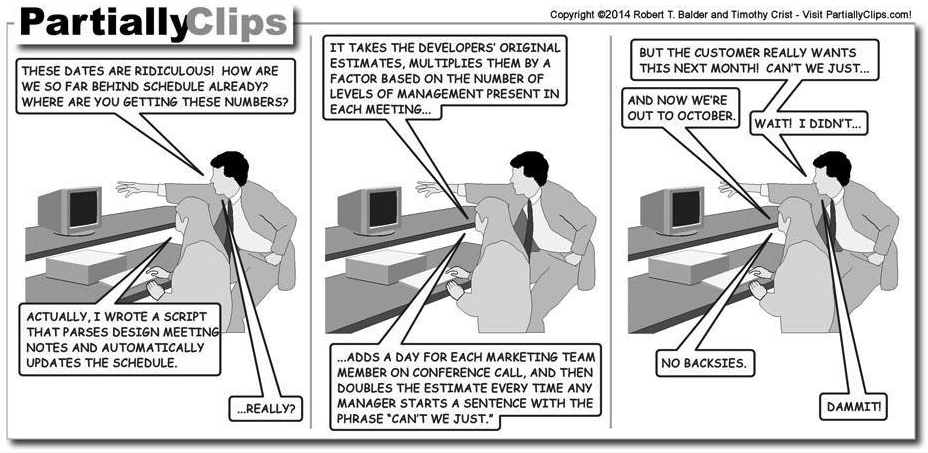 PartiallyClips
Copyright ©2014 Robert T. Balder and Timothy Crist - Visit PartiallyClips.com!
THESE DATES ARE RIDICULOUS! HOW ARE
WE SO FAR BEHIND SCHEDULE ALREADY?
WHERE ARE YOU GETTING THESE NUMBERS?
ACTUALLY, I WROTE A SCRIPT
THAT PARSES DESIGN MEETING
NOTES AND AUTOMATICALLY
UPDATES THE SCHEDULE.
...REALLY?
IT TAKES THE DEVELOPERS' ORIGINAL
ESTIMATES, MULTIPLIES THEM BY A
FACTOR BASED ON THE NUMBER OF
LEVELS OF MANAGEMENT PRESENT IN
EACH MEETING...
...ADDS A DAY FOR EACH MARKETING TEAM
MEMBER ON CONFERENCE CALL, AND THEN
DOUBLES THE ESTIMATE EVERY TIME ANY
MANAGER STARTS A SENTENCE WITH THE
PHRASE "CAN'T WE JUST."
BUT THE CUSTOMER REALLY WANTS
THIS NEXT MONTH! CAN'T WE JUST...
AND NOW WE'RE
OUT TO OCTOBER.
WAIT! I DIDN'T...
NO BACKSIES.
DAMMIT!